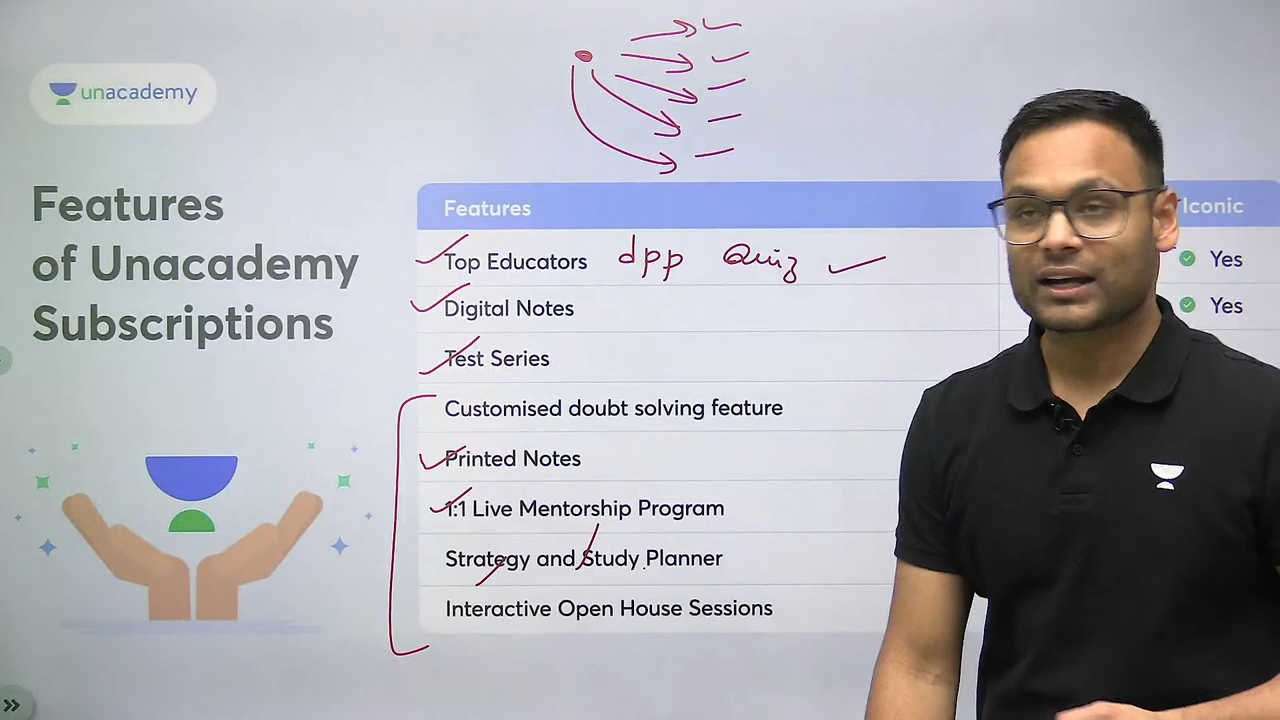 unacademy
Features
of Unacademy
Subscriptions
Features
Iconic
Top Educators dpp Quiz
Yes
Digital Notes
Yes
Test Series
Customised doubt solving feature
Printed Notes
1:1 Live Mentorship Program
Strategy and Study Planner
Interactive Open House Sessions